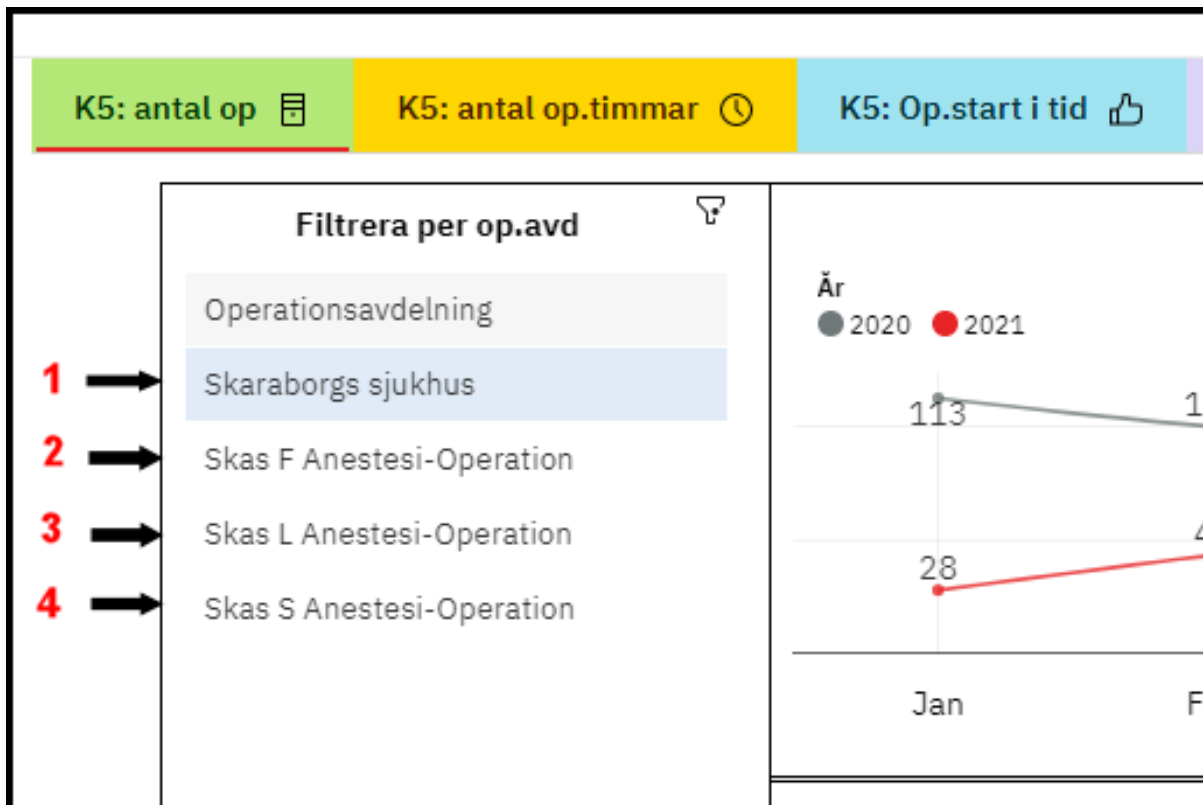 K5: antal op
K5: antal op.timmar
K5: Op.start i tid
Filtrera per op.avd
Operationsavdelning
1 Skaraborgs sjukhus
2 Skas F Anestesi-Operation
3 Skas L Anestesi-Operation
4 Skas S Anestesi-Operation
År
2020 2021
113
28
Jan